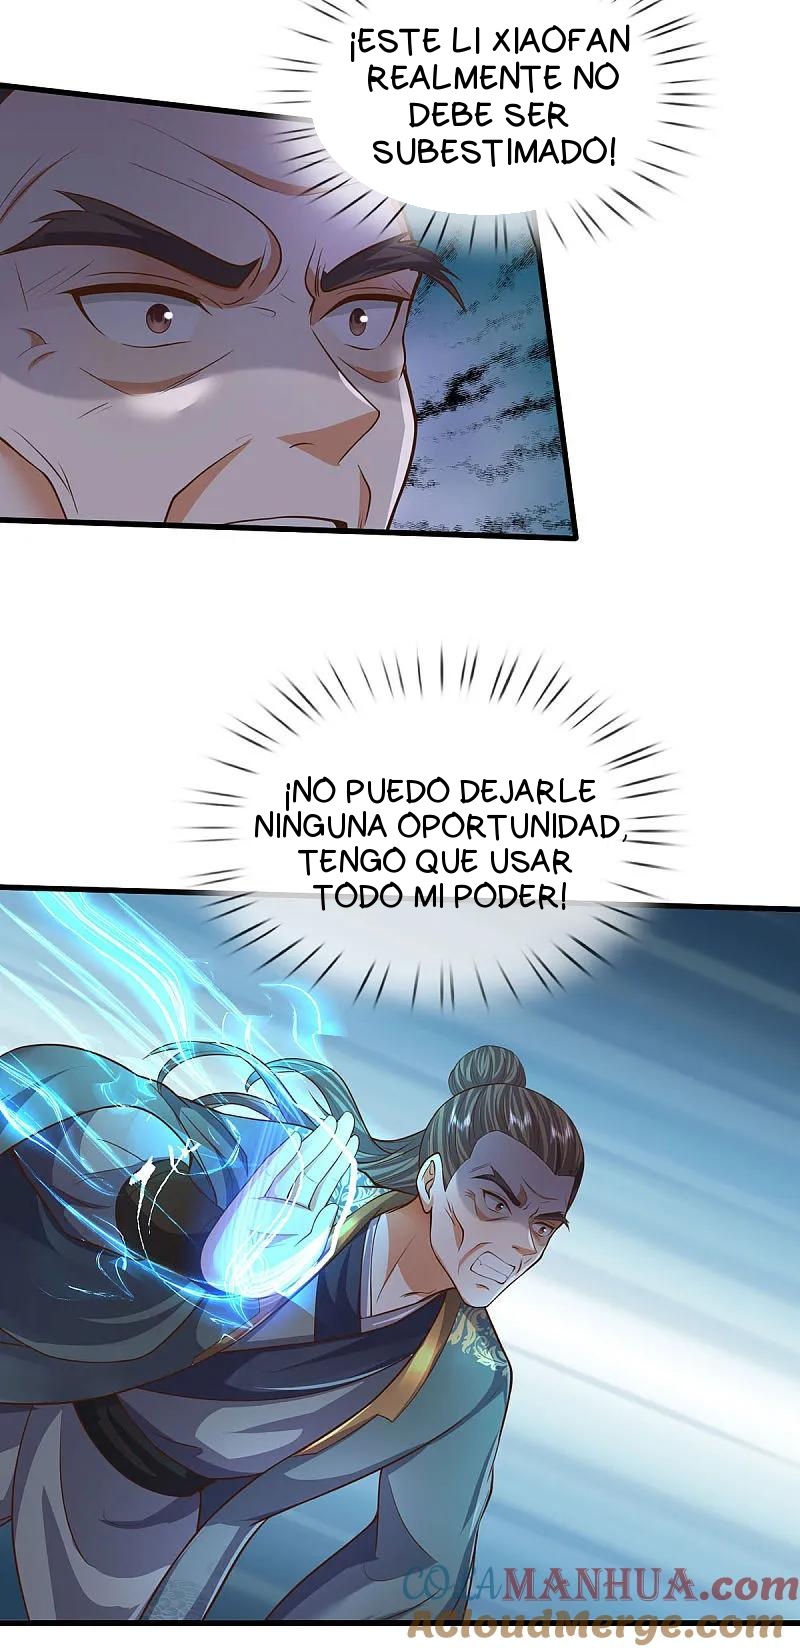 ¡ESTE LI XIAOFAN
REALMENTE NO
DEBE SER
SUBESTIMADO!
¡NO PUEDO DEJARLE
NINGUNA OPORTUNIDAD,
TENGO QUE USAR
TODO MI PODER!
COLAMANHUA.com
ACloudMerge.com